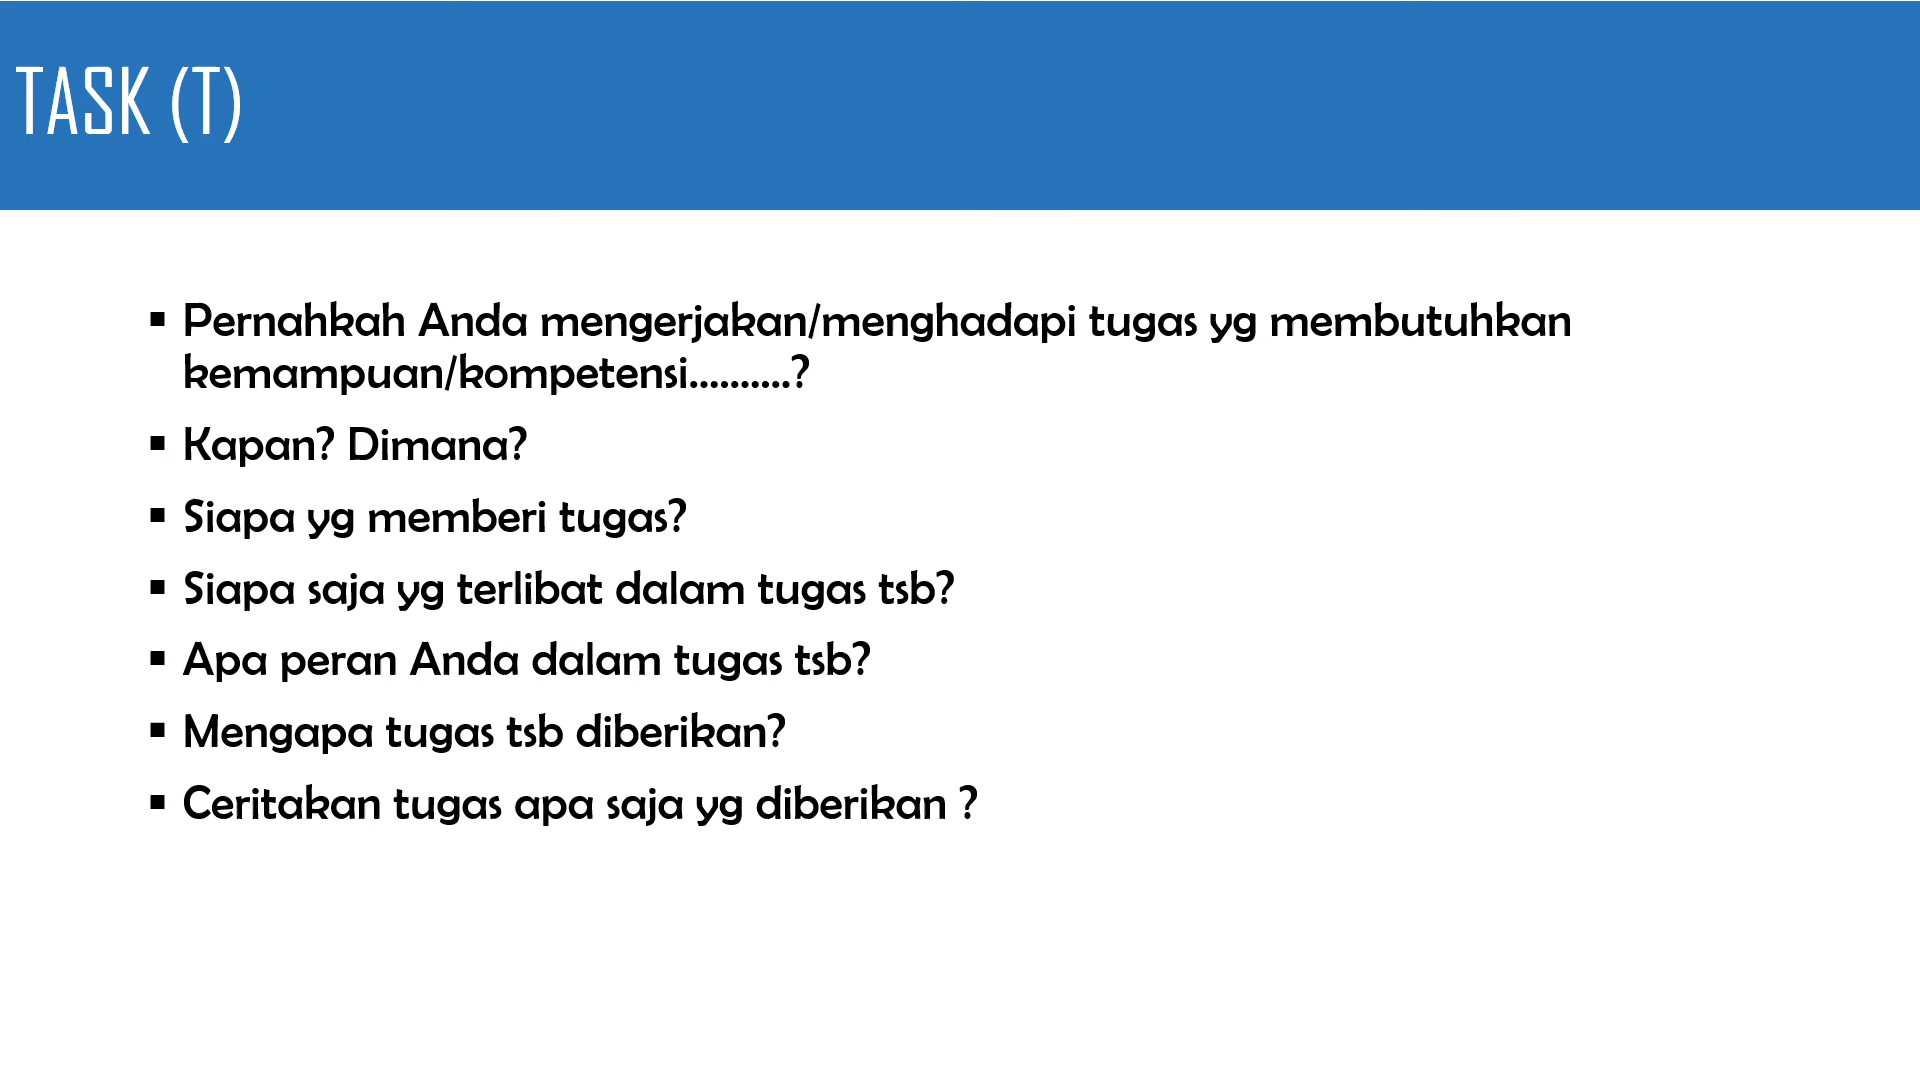 TASK (T)
▪ Pernahkah Anda mengerjakan/menghadapi tugas yg membutuhkan
kemampuan/kompetensi..........?
▪ Kapan? Dimana?
▪ Siapa yg memberi tugas?
▪ Siapa saja yg terlibat dalam tugas tsb?
▪ Apa peran Anda dalam tugas tsb?
▪ Mengapa tugas tsb diberikan?
▪ Ceritakan tugas apa saja yg diberikan ?